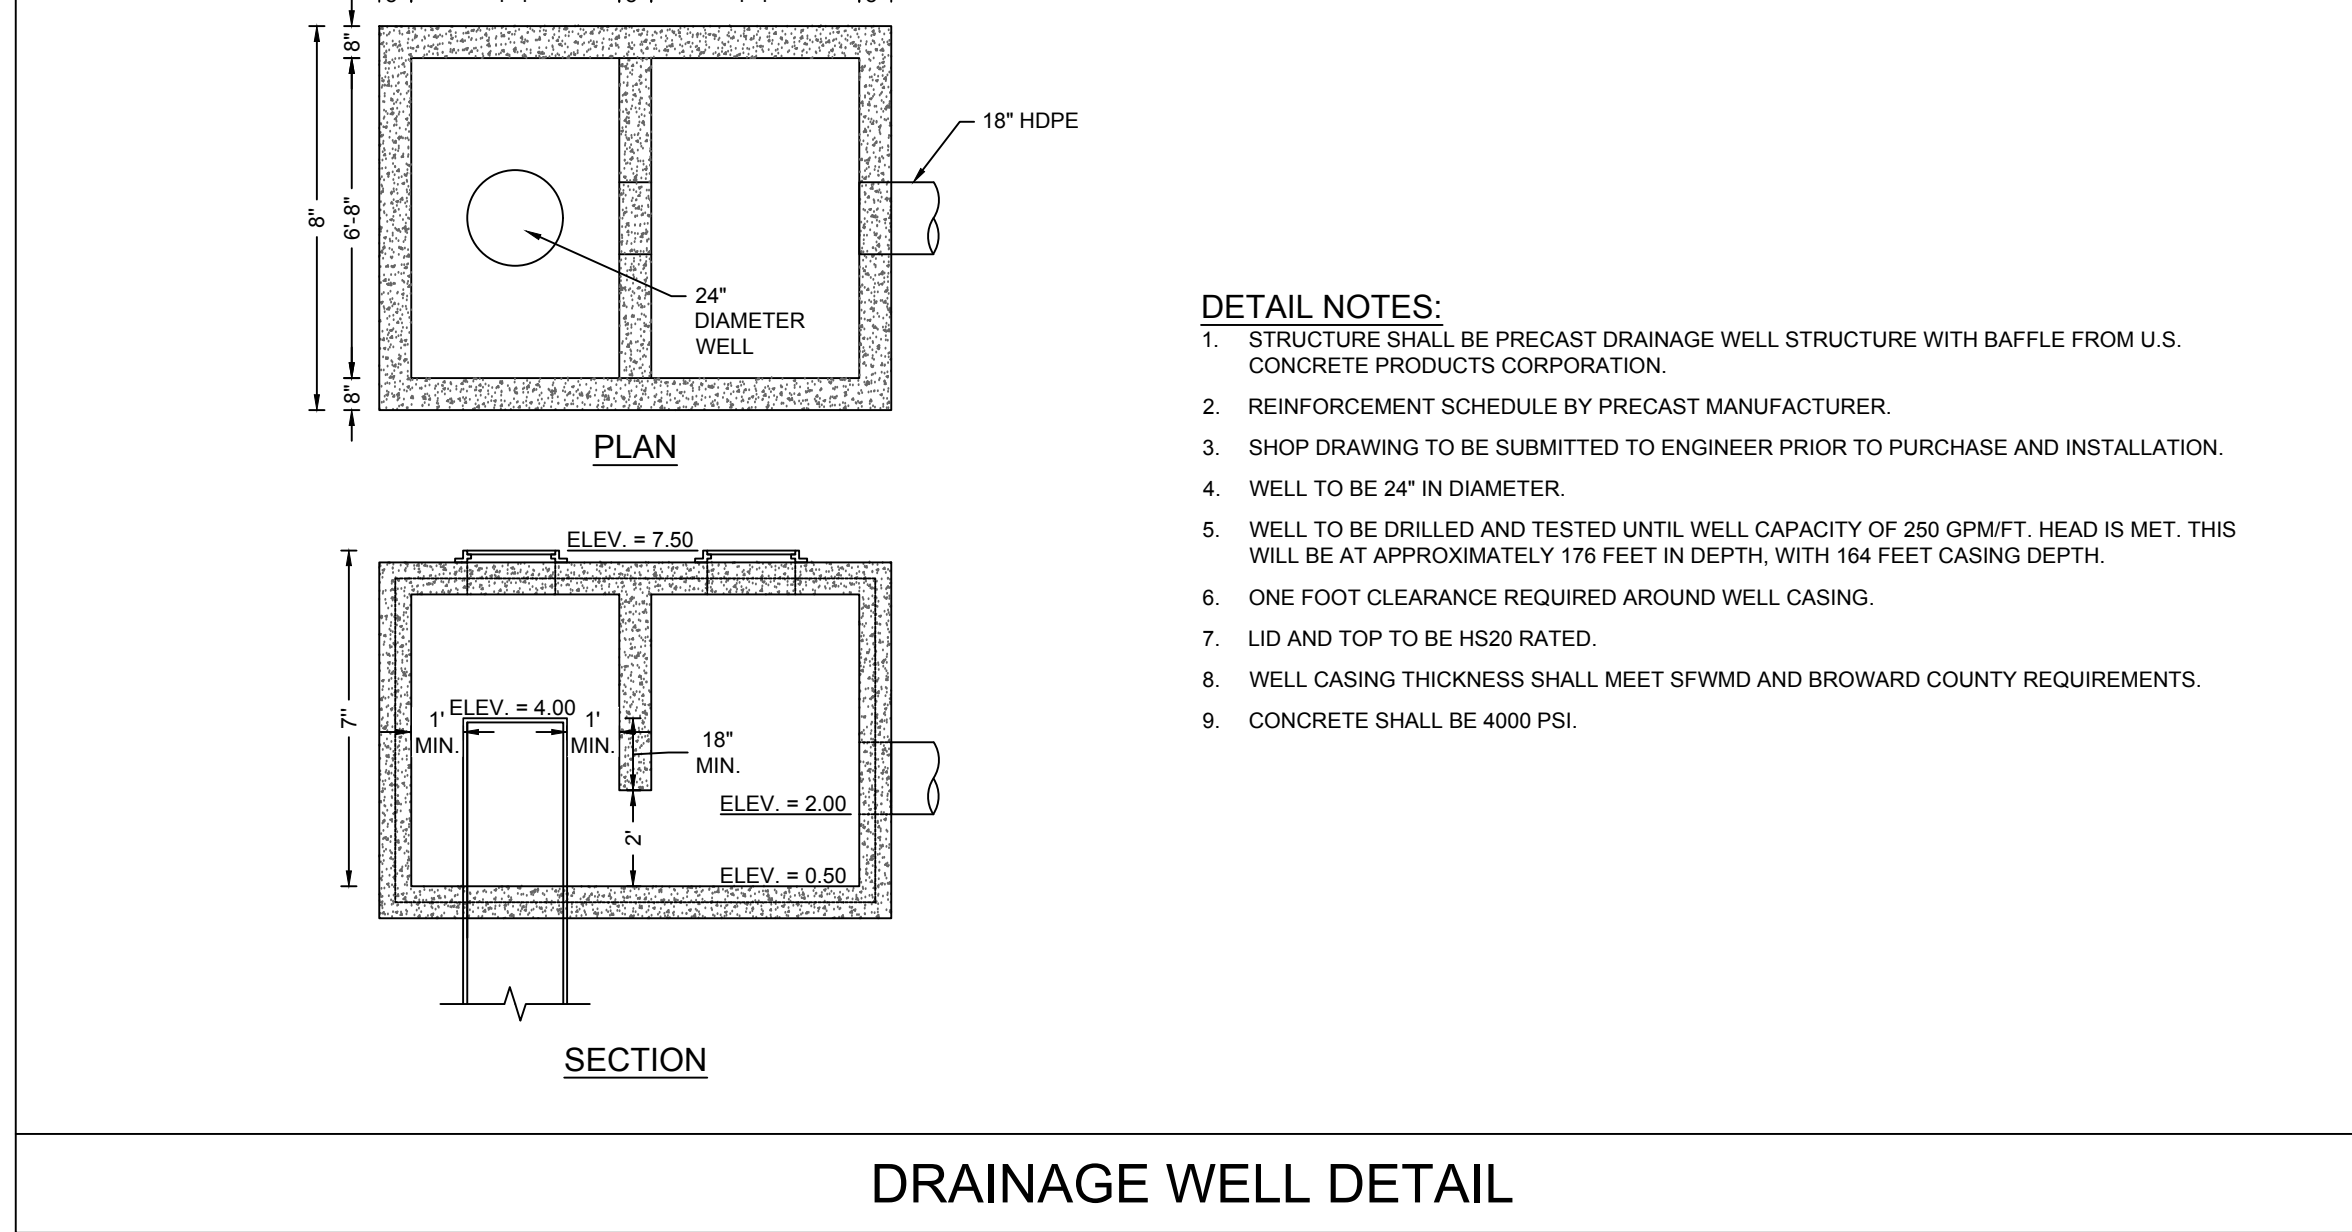 8"
8"
6'-8"
8"
18" HDPE
24"
DIAMETER
WELL
PLAN
DETAIL NOTES:
1. STRUCTURE SHALL BE PRECAST DRAINAGE WELL STRUCTURE WITH BAFFLE FROM U.S.
CONCRETE PRODUCTS CORPORATION.
2. REINFORCEMENT SCHEDULE BY PRECAST MANUFACTURER.
3. SHOP DRAWING TO BE SUBMITTED TO ENGINEER PRIOR TO PURCHASE AND INSTALLATION.
4. WELL TO BE 24" IN DIAMETER.
5. WELL TO BE DRILLED AND TESTED UNTIL WELL CAPACITY OF 250 GPM/FT. HEAD IS MET. THIS
WILL BE AT APPROXIMATELY 176 FEET IN DEPTH, WITH 164 FEET CASING DEPTH.
6. ONE FOOT CLEARANCE REQUIRED AROUND WELL CASING.
7. LID AND TOP TO BE HS20 RATED.
8. WELL CASING THICKNESS SHALL MEET SFWMD AND BROWARD COUNTY REQUIREMENTS.
9. CONCRETE SHALL BE 4000 PSI.
ELEV. = 7.50
7"
ELEV. = 4.00
1'
MIN.
1'
MIN.
18"
MIN.
ELEV. = 2.00
2'
ELEV. = 0.50
SECTION
DRAINAGE WELL DETAIL